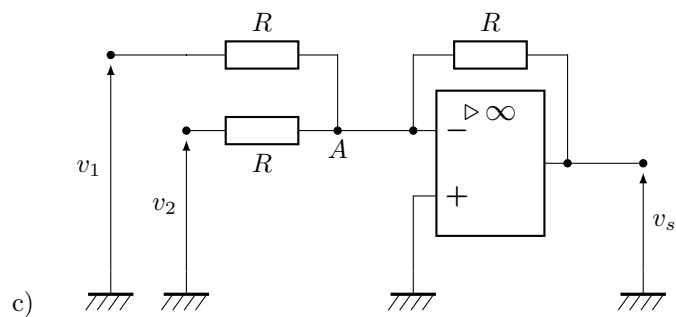 R
R
▷ ∞
−
A
R
v₁
v₂
+
vₛ
c)